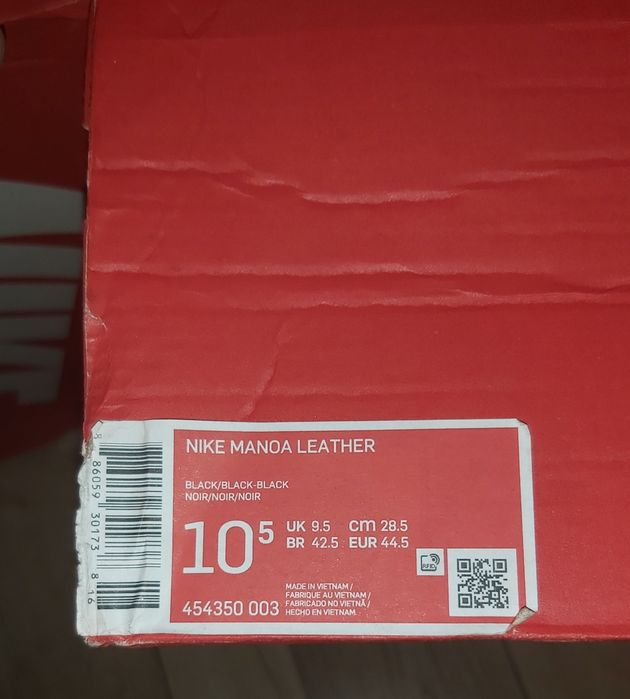 NIKE MANOA LEATHER
BLACK/BLACK-BLACK
NOIR/NOIR/NOIR
10⁵ UK 9.5 cm 28.5
BR 42.5 EUR 44.5
454350 003
MADE IN VIETNAM /
FABRIQUE AU VIETNAM /
FABRICADO NO VIETNÃ /
HECHO EN VIETNAM.
RFID
86059 30173 8 16